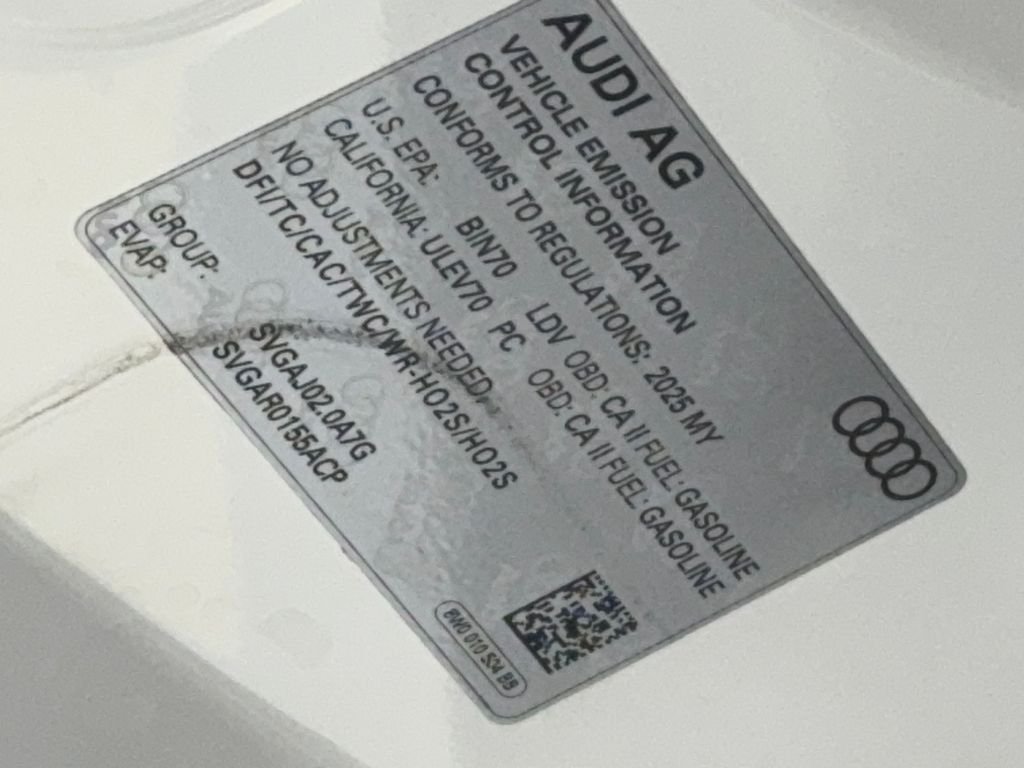 AUDI AG
VEHICLE EMISSION
CONTROL INFORMATION
CONFORMS TO REGULATIONS: 2025 MY
U.S. EPA: BIN70 LDV OBD: CA II FUEL: GASOLINE
CALIFORNIA: ULEV70 PC OBD: CA II FUEL: GASOLINE
NO ADJUSTMENTS NEEDED.
DFI/TC/CAC/TWC/WR-HO2S/HO2S
GROUP: SVGAJ02.0A7G
EVAP: SVGAR0155ACP
8W0 010 504 BB